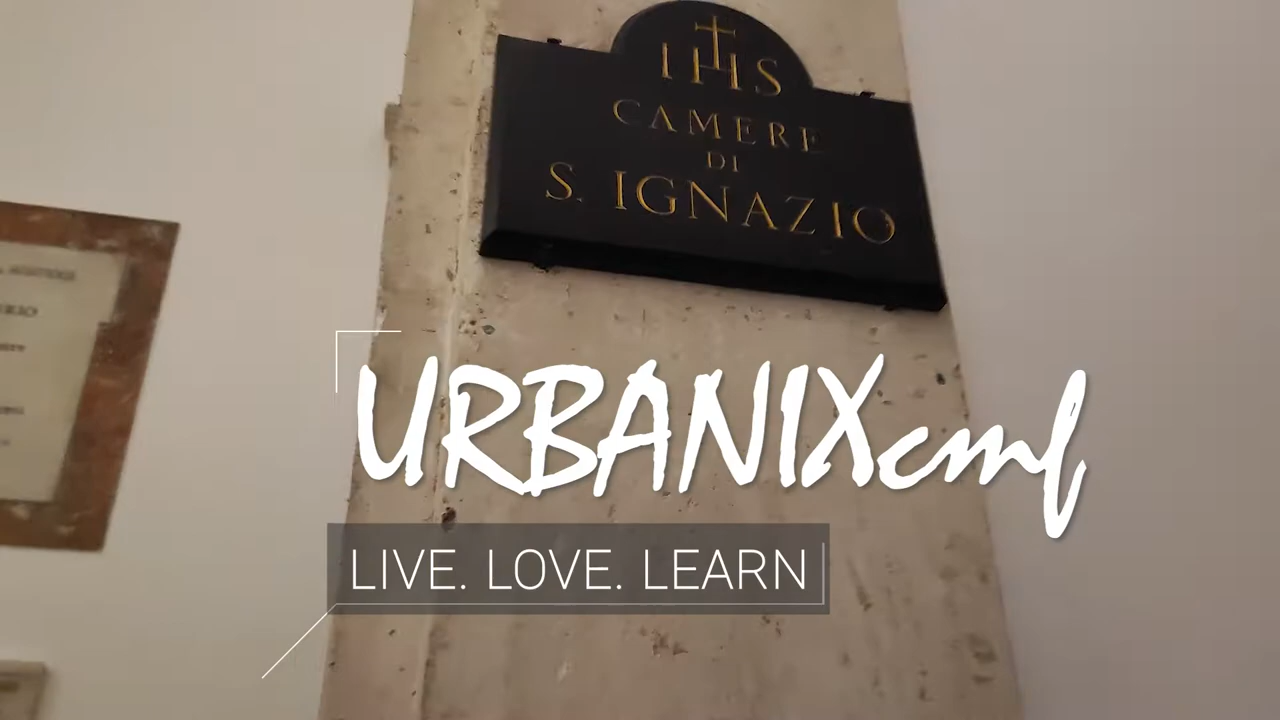 IHS
CAMERE
DI
S. IGNAZIO
URBANIXcmf
LIVE. LOVE. LEARN